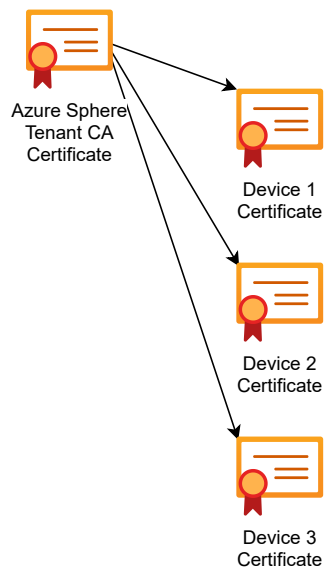 Azure Sphere
Tenant CA
Certificate
Device 1
Certificate
Device 2
Certificate
Device 3
Certificate